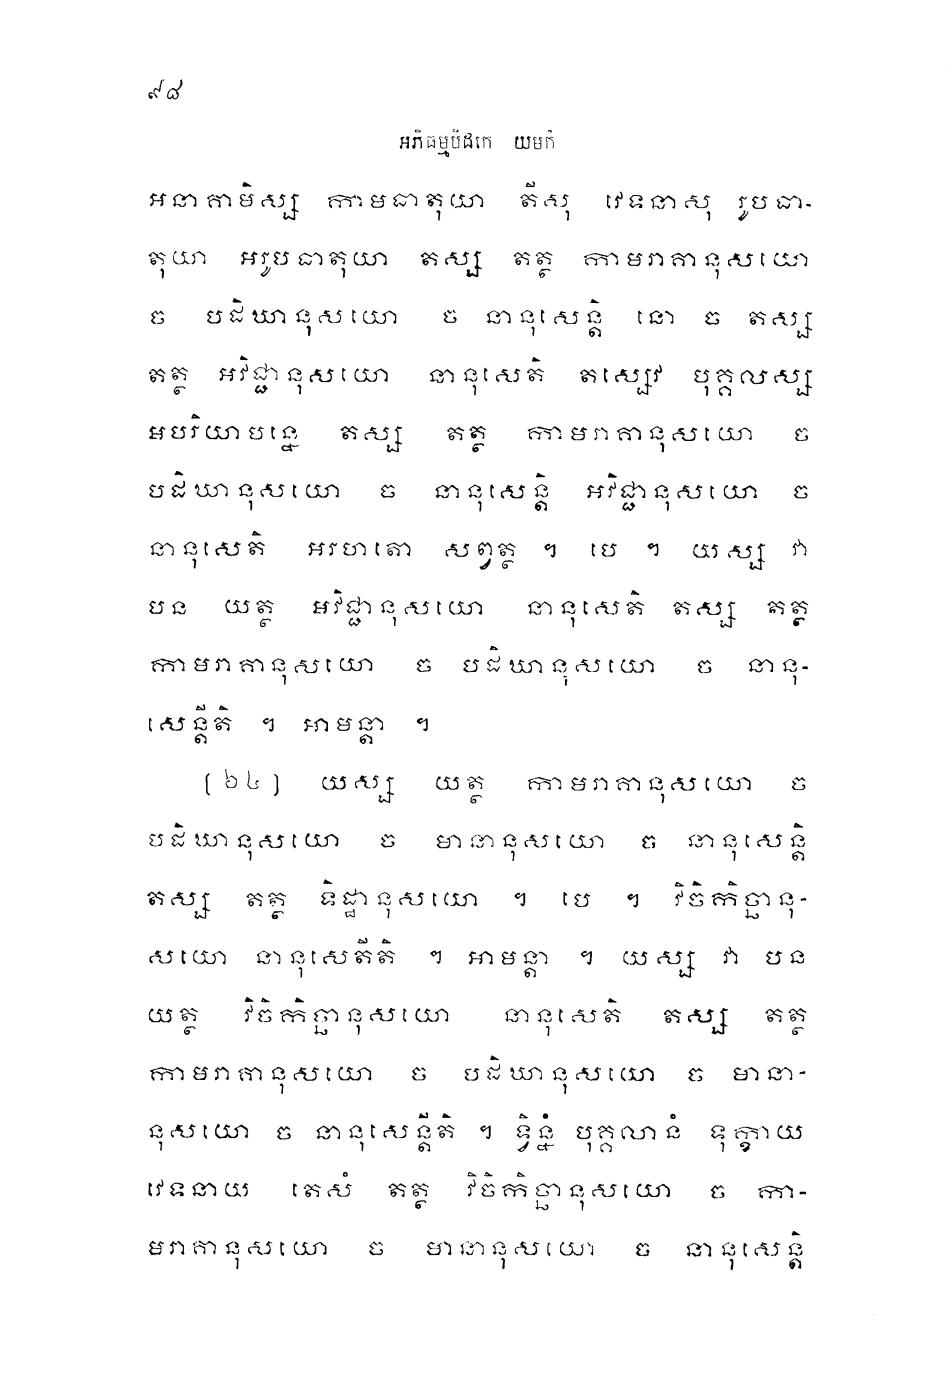 ៩៨
អភិធម្មបិដកេ យមកំ
អនាគាមិស្ស កាមធាតុយា តីសុ វេទនាសុ រូបធា-
តុយា អរូបធាតុយា តស្ស តត្ថ កាមរាគានុសយោ
ច បដិឃានុសយោ ច នានុសេន្តិ នោ ច តស្ស
តត្ថ អវិជ្ជានុសយោ នានុសេតិ តស្សេវ បុគ្គលស្ស
អបរិយាបន្នេ តស្ស តត្ថ កាមរាគានុសយោ ច
បដិឃានុសយោ ច នានុសេន្តិ អវិជ្ជានុសយោ ច
នានុសេតិ អរហតោ សព្វត្ថ ។ បេ ។ យស្ស វា
បន យត្ថ អវិជ្ជានុសយោ នានុសេតិ តស្ស តត្ថ
កាមរាគានុសយោ ច បដិឃានុសយោ ច នានុ-
សេន្តីតិ ។ អាមន្តា ។
[៦៤] យស្ស យត្ថ កាមរាគានុសយោ ច
បដិឃានុសយោ ច មានានុសយោ ច នានុសេន្តិ
តស្ស តត្ថ ទិដ្ឋានុសយោ ។ បេ ។ វិចិកិច្ឆានុ-
សយោ នានុសេតីតិ ។ អាមន្តា ។ យស្ស វា បន
យត្ថ វិចិកិច្ឆានុសយោ នានុសេតិ តស្ស តត្ថ
កាមរាគានុសយោ ច បដិឃានុសយោ ច មានា-
នុសយោ ច នានុសេន្តីតិ ។ ទ្វិន្នំ បុគ្គលានំ ទុក្ខាយ
វេទនាយ តេសំ តត្ថ វិចិកិច្ឆានុសយោ ច កា-
មរាគានុសយោ ច មានានុសយោ ច នានុសេន្តិ